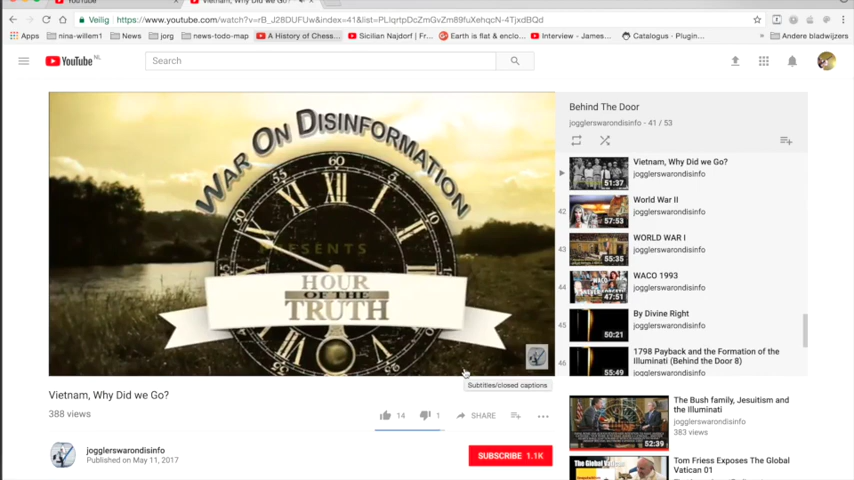 YouTube
Vietnam, Why Did we Go?
Veilig
https://www.youtube.com/watch?v=rB_J28DUFUw&index=41&list=PLIqrtpDcZmGvZm89fuXehqcN-4TjxdBQd
Apps
nina-willem1
News
jorg
news-todo-map
A History of Chess...
Sicilian Najdorf | Fr...
Earth is flat & enclo...
Interview - James...
Catalogus - Plugin...
Andere bladwijzers
YouTube NL
Search
WAR ON DISINFORMATION
60
XII
PRESENTS
HOUR
OF THE
TRUTH
Subtitles/closed captions
Vietnam, Why Did we Go?
388 views
14
1
SHARE
jogglerswarondisinfo
Published on May 11, 2017
SUBSCRIBE 1.1K
Behind The Door
jogglerswarondisinfo - 41 / 53
Vietnam, Why Did we Go?
jogglerswarondisinfo
51:37
42
World War II
jogglerswarondisinfo
57:53
43
WORLD WAR I
jogglerswarondisinfo
55:35
44
WACO 1993
jogglerswarondisinfo
47:51
45
By Divine Right
jogglerswarondisinfo
50:21
46
1798 Payback and the Formation of the
Illuminati (Behind the Door 8)
jogglerswarondisinfo
55:49
The Bush family, Jesuitism and
the Illuminati
jogglerswarondisinfo
383 views
52:39
The Global Vatican
Tom Friess Exposes The Global
Vatican 01